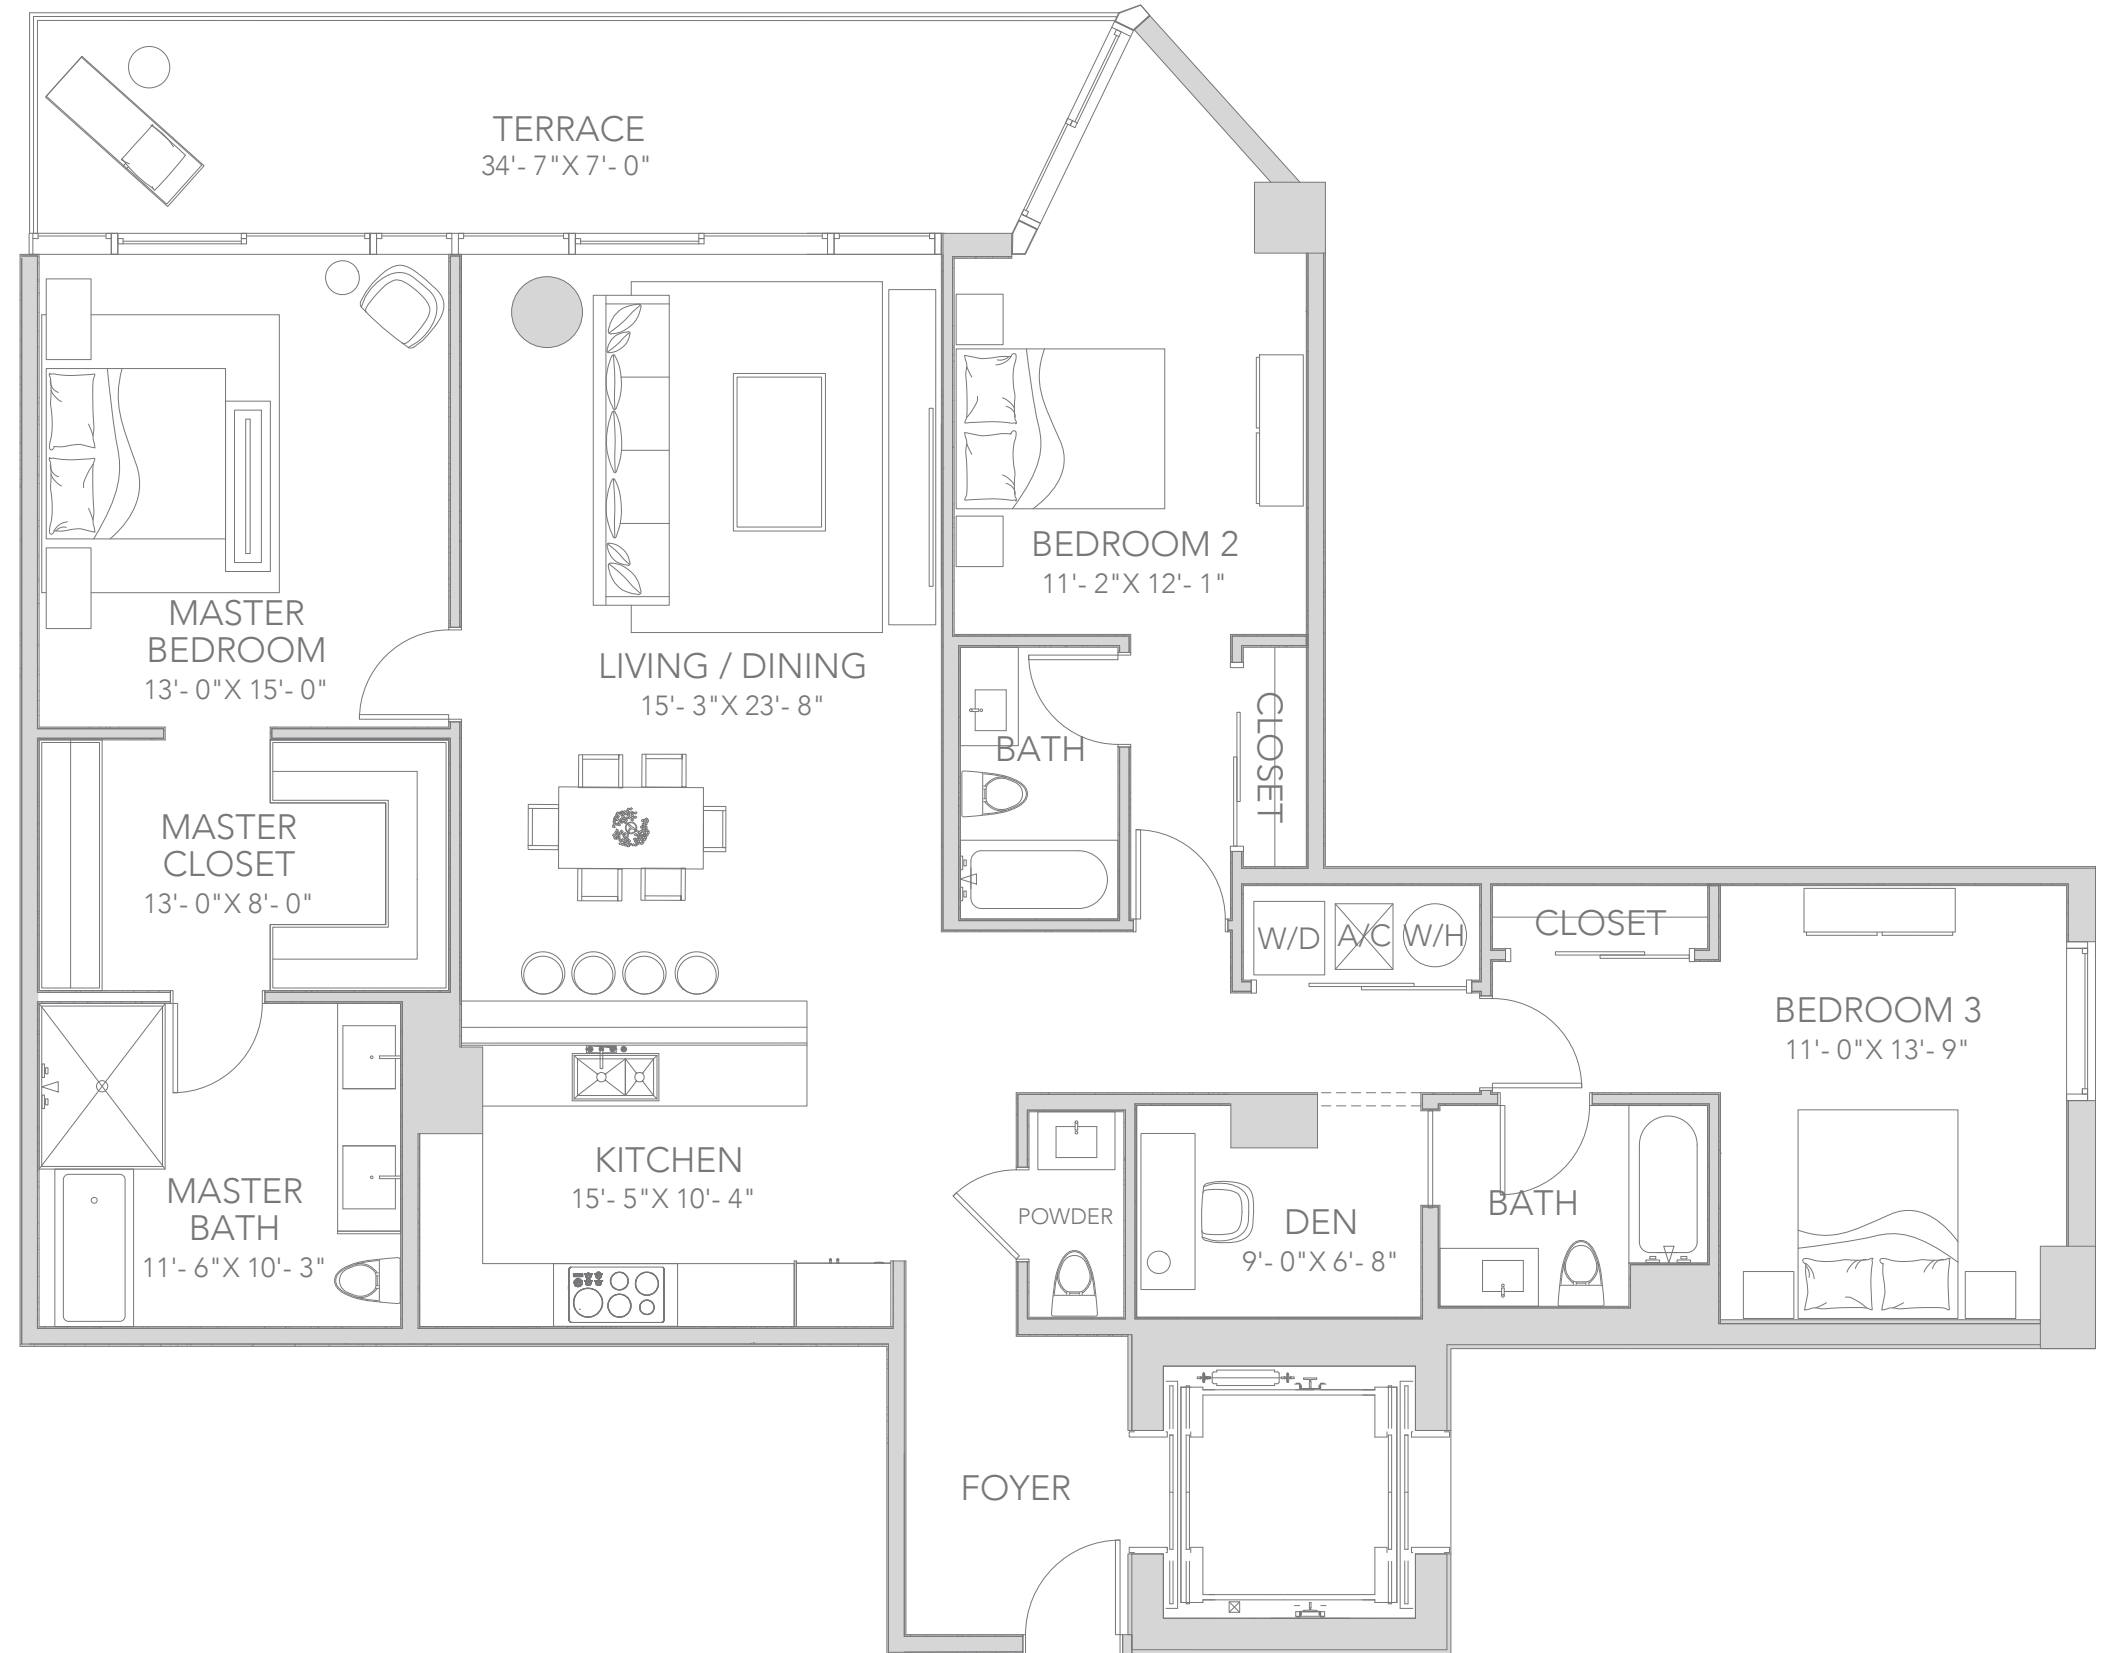 TERRACE
34'- 7"X 7'- 0"
BEDROOM 2
11'- 2"X 12'- 1"
MASTER
BEDROOM
13'- 0"X 15'- 0"
LIVING / DINING
15'- 3"X 23'- 8"
BATH
CLOSET
MASTER
CLOSET
13'- 0"X 8'- 0"
W/D
A/C
W/H
CLOSET
BEDROOM 3
11'- 0"X 13'- 9"
KITCHEN
15'- 5"X 10'- 4"
MASTER
BATH
11'- 6"X 10'- 3"
POWDER
DEN
9'- 0"X 6'- 8"
BATH
FOYER